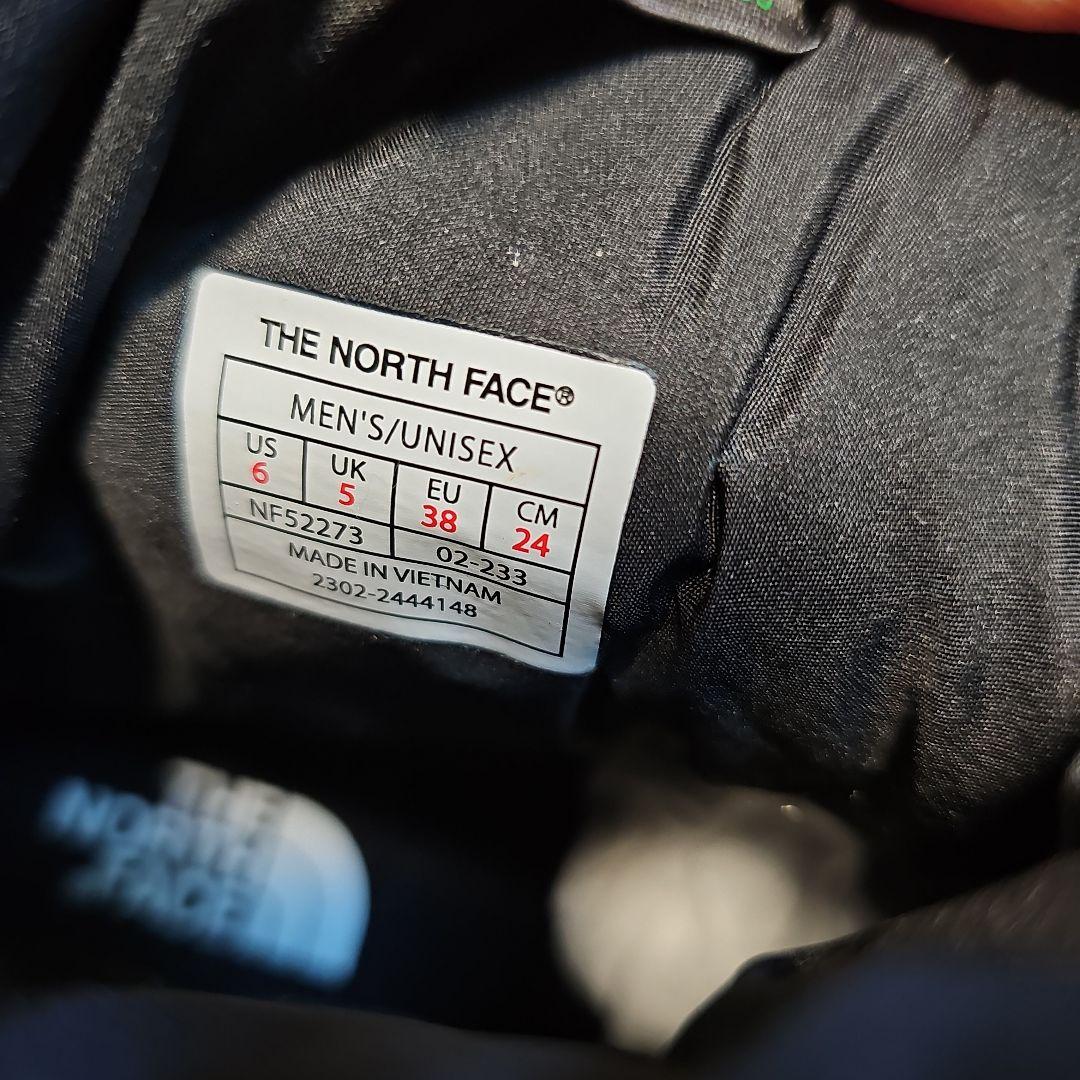 THE NORTH FACE®
MEN'S/UNISEX
US UK EU CM
6 5 38 24
NF52273 02-233
MADE IN VIETNAM
2302-2444148
THE
NORTH
FACE